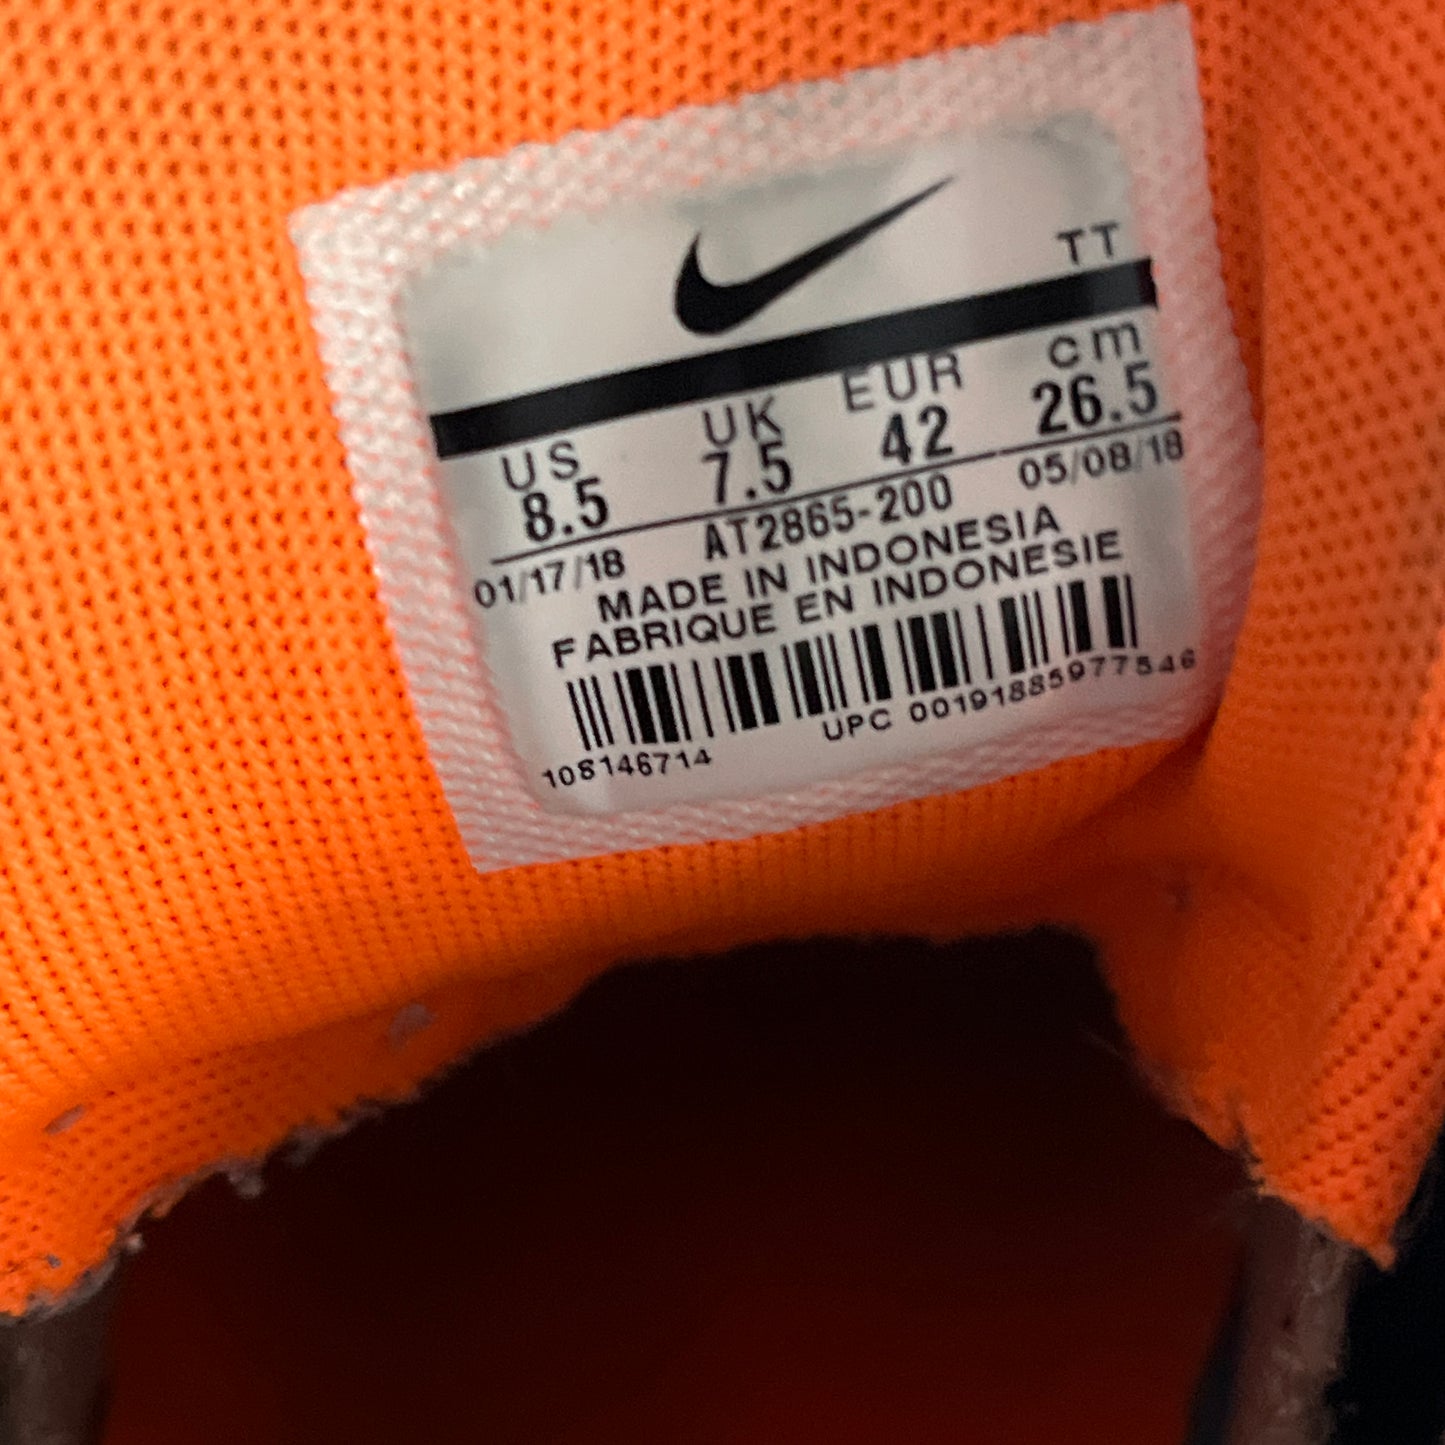 TT
US UK EUR cm
8.5 7.5 42 26.5
01/17/18 AT2865-200 05/08/18
MADE IN INDONESIA
FABRIQUE EN INDONESIE
108146714 UPC 00191885977546